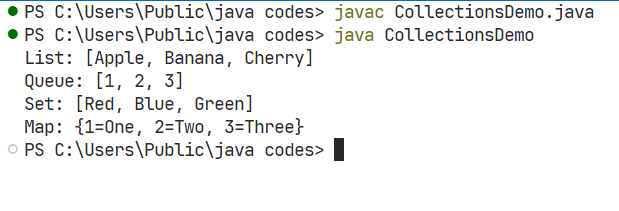 PS C:\Users\Public\java codes> javac CollectionsDemo.java
PS C:\Users\Public\java codes> java CollectionsDemo
List: [Apple, Banana, Cherry]
Queue: [1, 2, 3]
Set: [Red, Blue, Green]
Map: {1=One, 2=Two, 3=Three}
PS C:\Users\Public\java codes>